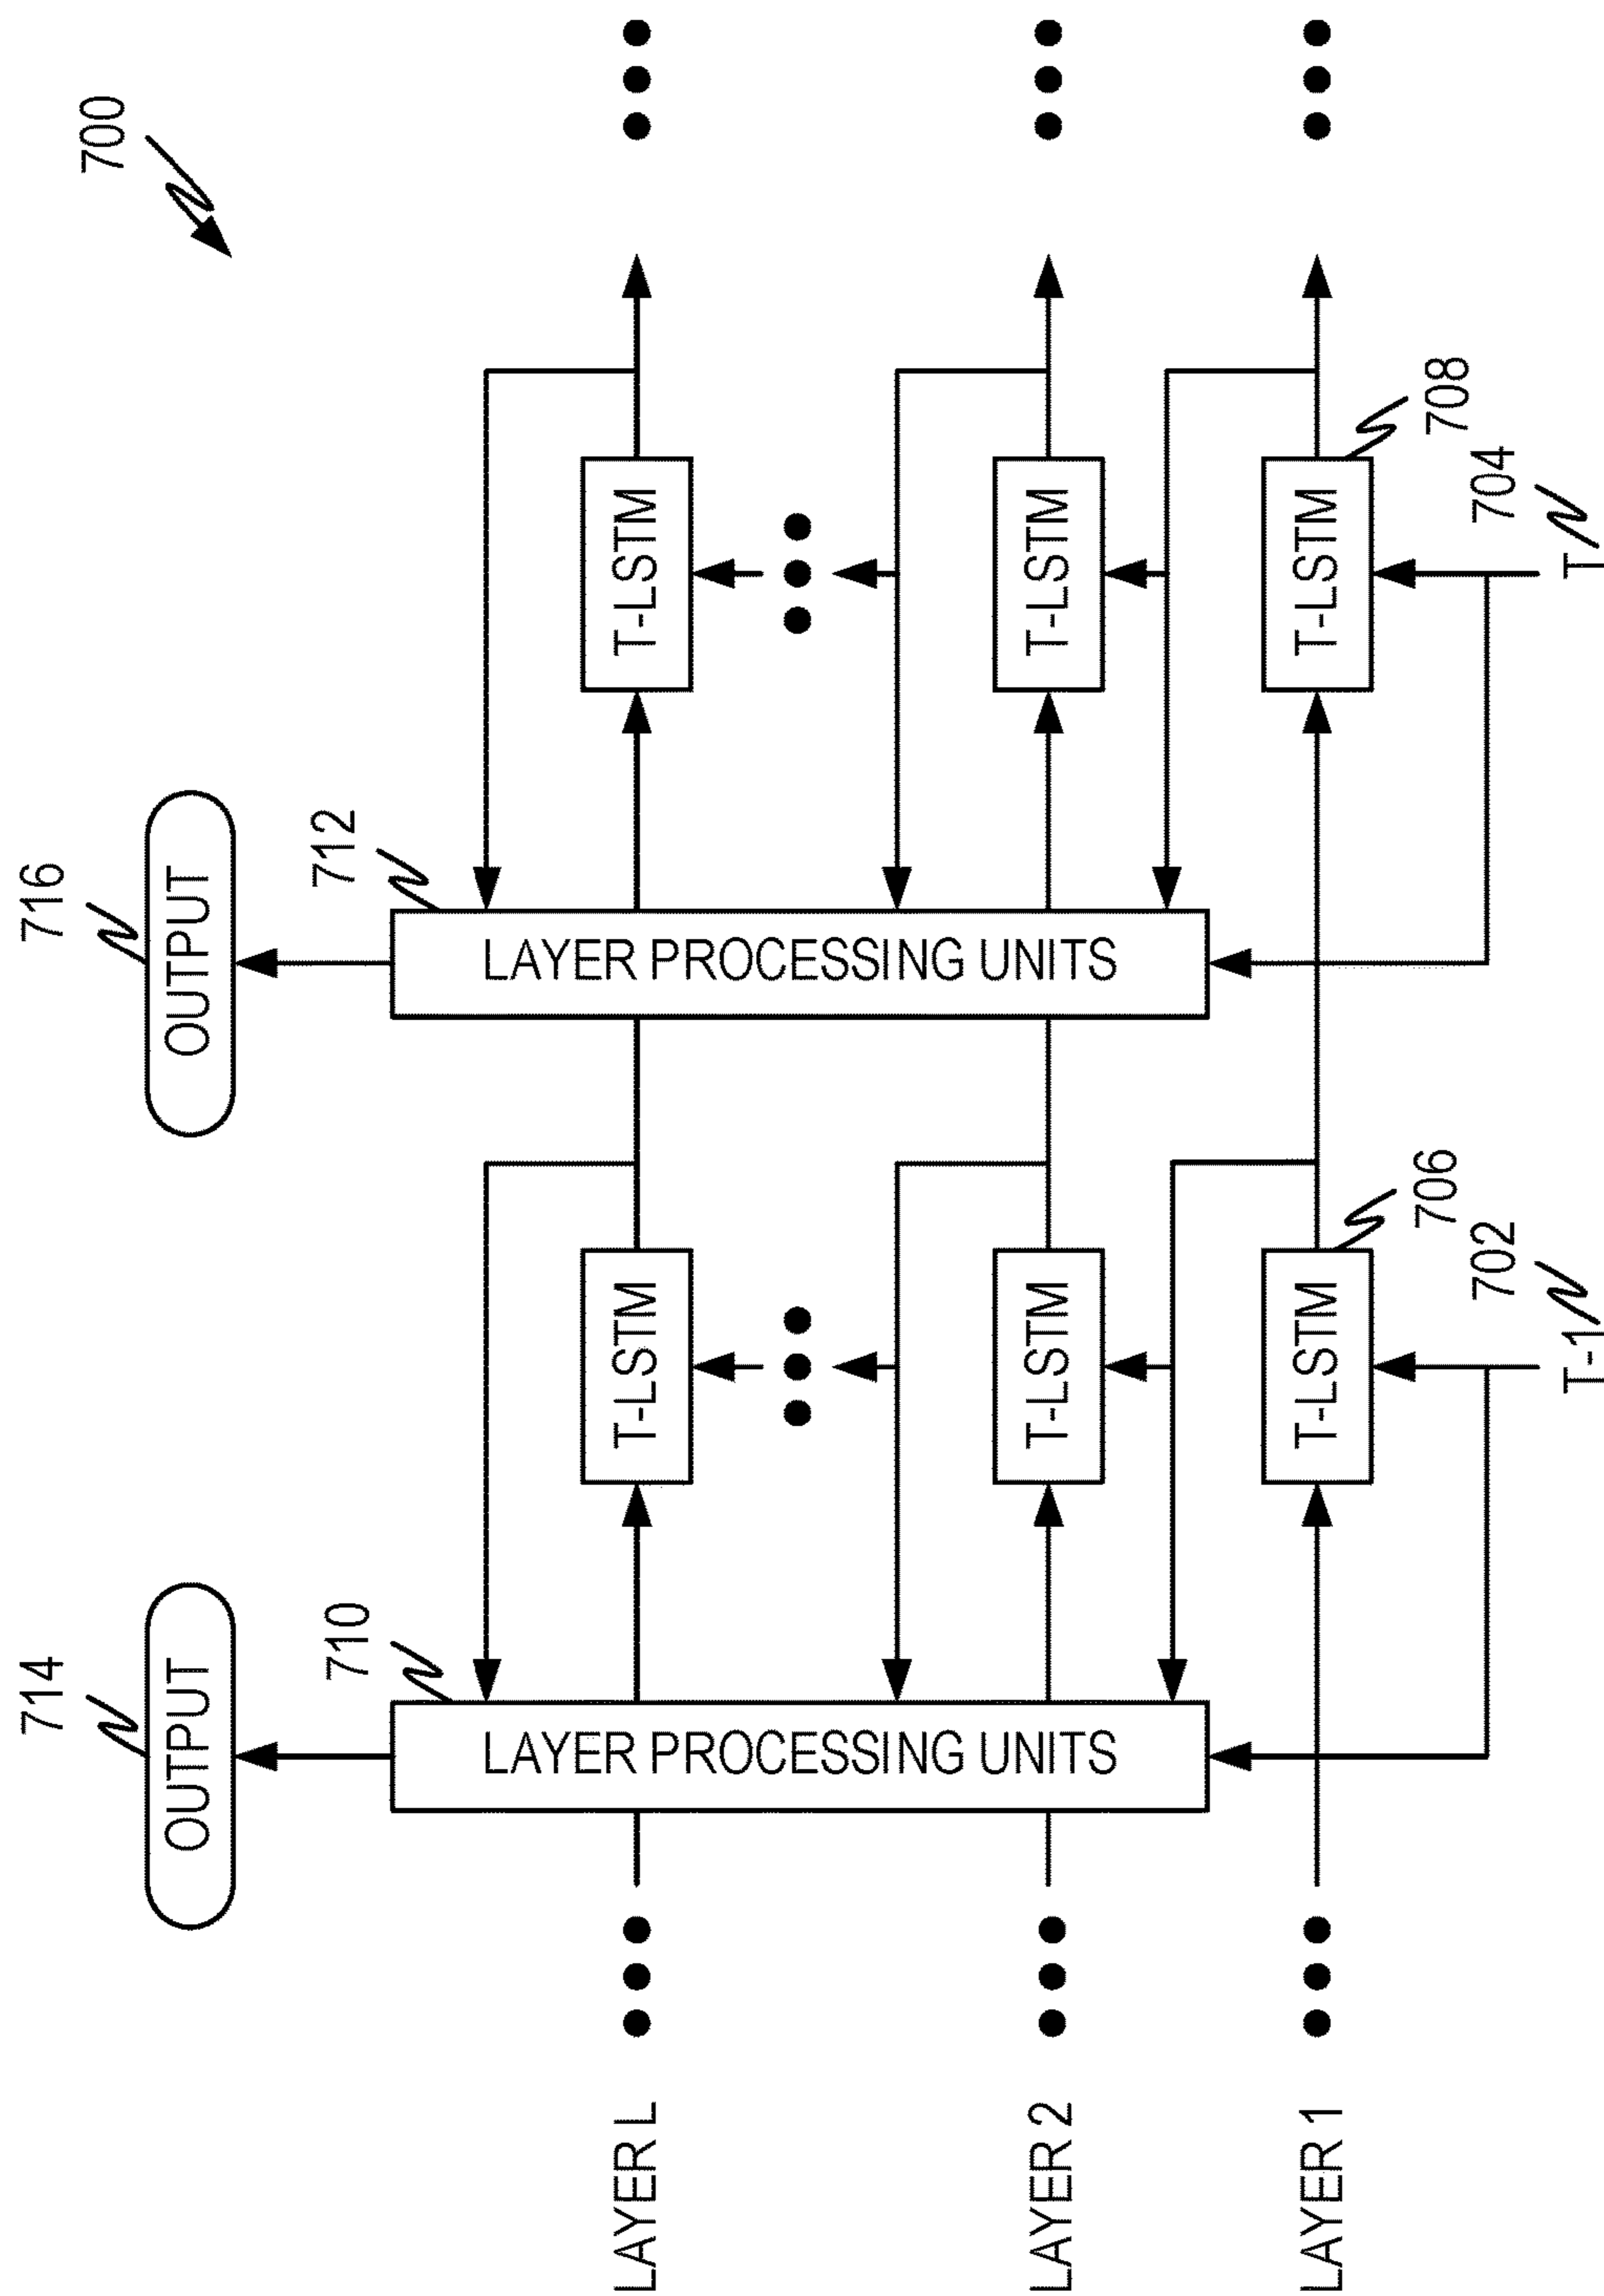 700
714
716
OUTPUT
OUTPUT
710
712
LAYER PROCESSING UNITS
LAYER PROCESSING UNITS
LAYER L
T-LSTM
T-LSTM
LAYER 2
T-LSTM
T-LSTM
LAYER 1
T-LSTM
T-LSTM
706
708
702
704
T-1
T